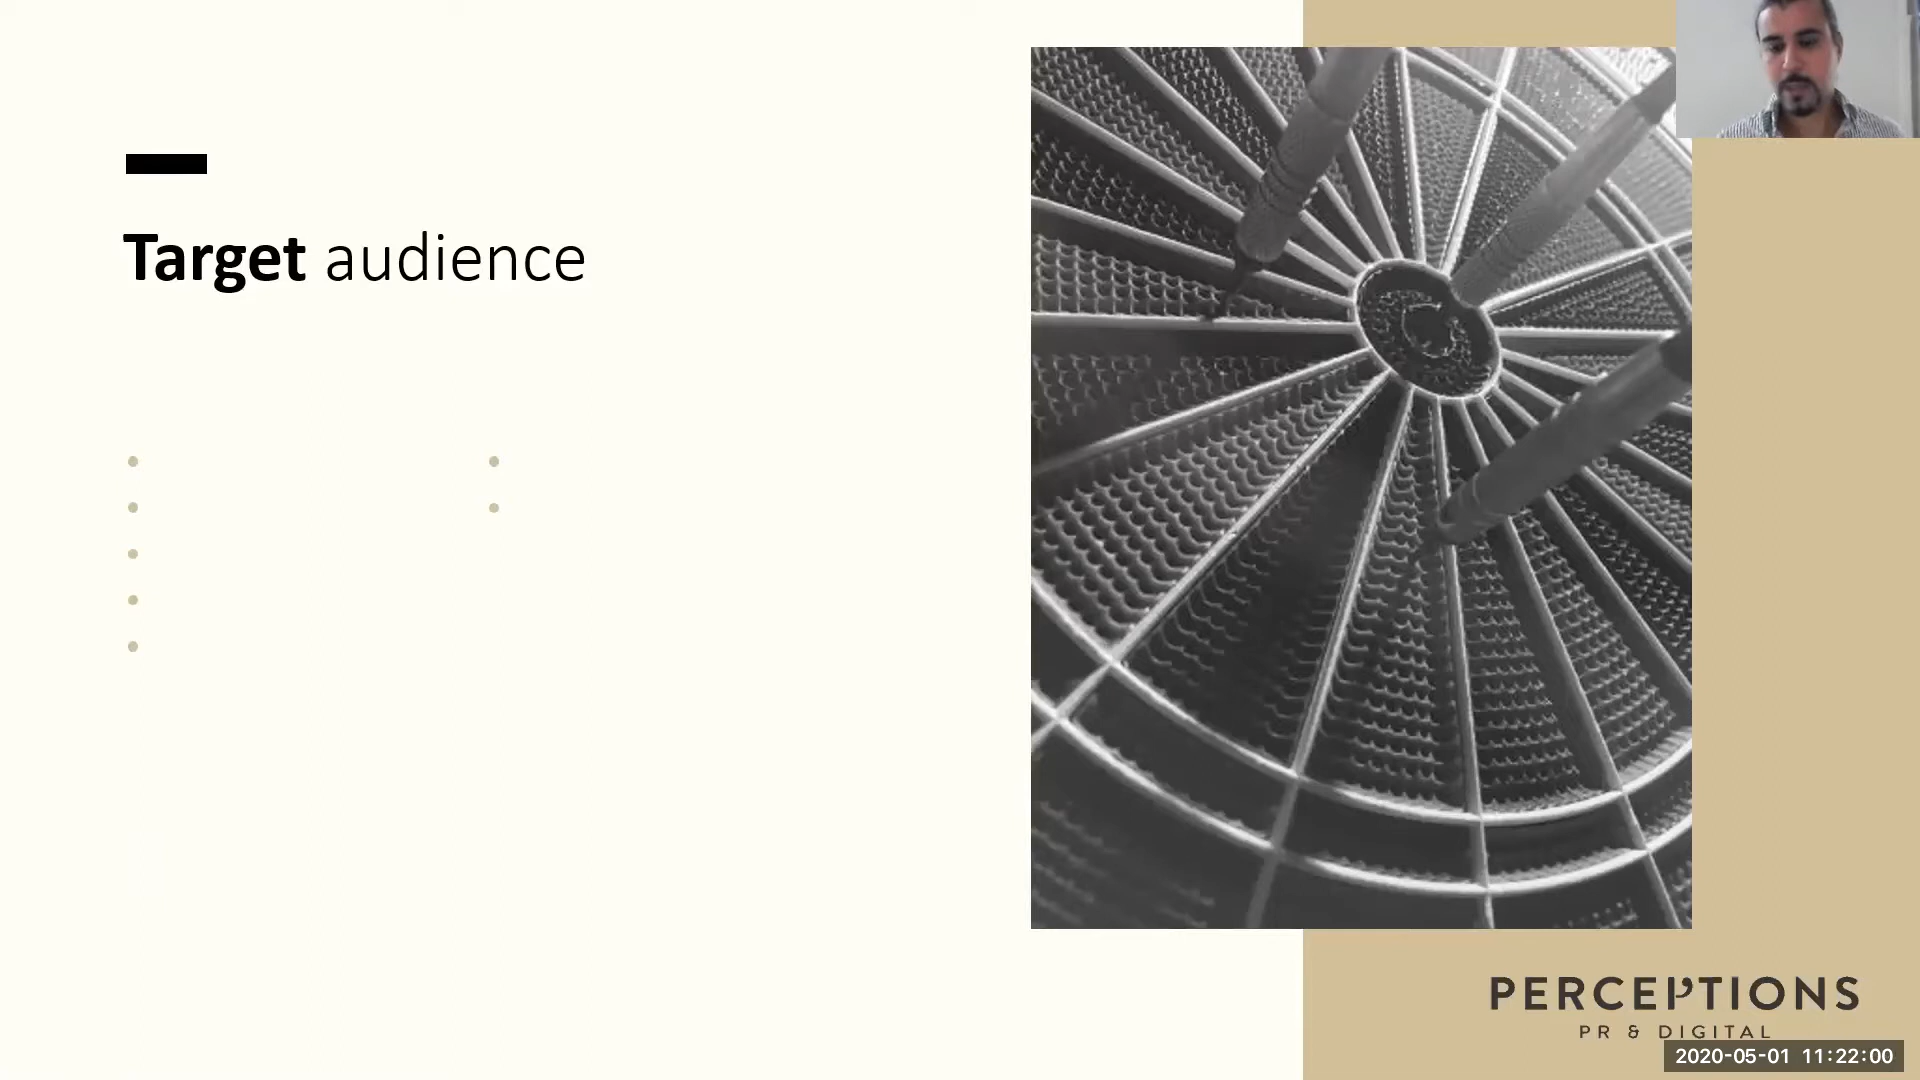 Target audience
PERCEPTIONS
PR & DIGITAL
2020-05-01 11:22:00